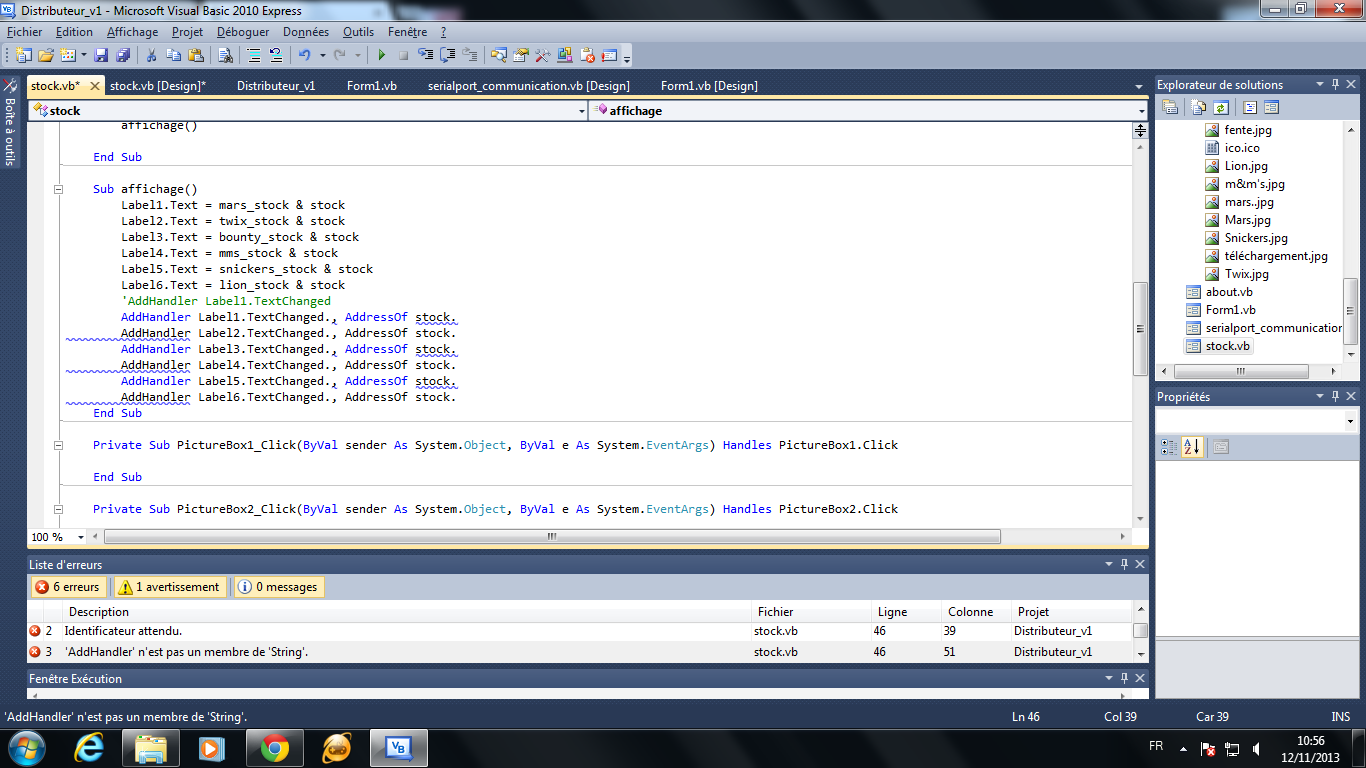 Distributeur_v1 - Microsoft Visual Basic 2010 Express
Fichier Edition Affichage Projet Déboguer Données Outils Fenêtre ?
stock.vb* stock.vb [Design]* Distributeur_v1 Form1.vb serialport_communication.vb [Design] Form1.vb [Design]
Boîte à outils
stock affichage
affichage()
End Sub
Sub affichage()
Label1.Text = mars_stock & stock
Label2.Text = twix_stock & stock
Label3.Text = bounty_stock & stock
Label4.Text = mms_stock & stock
Label5.Text = snickers_stock & stock
Label6.Text = lion_stock & stock
'AddHandler Label1.TextChanged
AddHandler Label1.TextChanged., AddressOf stock.
AddHandler Label2.TextChanged., AddressOf stock.
AddHandler Label3.TextChanged., AddressOf stock.
AddHandler Label4.TextChanged., AddressOf stock.
AddHandler Label5.TextChanged., AddressOf stock.
AddHandler Label6.TextChanged., AddressOf stock.
End Sub
Private Sub PictureBox1_Click(ByVal sender As System.Object, ByVal e As System.EventArgs) Handles PictureBox1.Click
End Sub
Private Sub PictureBox2_Click(ByVal sender As System.Object, ByVal e As System.EventArgs) Handles PictureBox2.Click
100 %
Explorateur de solutions
fente.jpg
ico.ico
Lion.jpg
m&m's.jpg
mars..jpg
Mars.jpg
Snickers.jpg
téléchargement.jpg
Twix.jpg
about.vb
Form1.vb
serialport_communication
stock.vb
Propriétés
Liste d'erreurs
6 erreurs 1 avertissement 0 messages
Description Fichier Ligne Colonne Projet
2 Identificateur attendu. stock.vb 46 39 Distributeur_v1
3 'AddHandler' n'est pas un membre de 'String'. stock.vb 46 51 Distributeur_v1
Fenêtre Exécution
'AddHandler' n'est pas un membre de 'String'. Ln 46 Col 39 Car 39 INS
VB
FR
10:56
12/11/2013